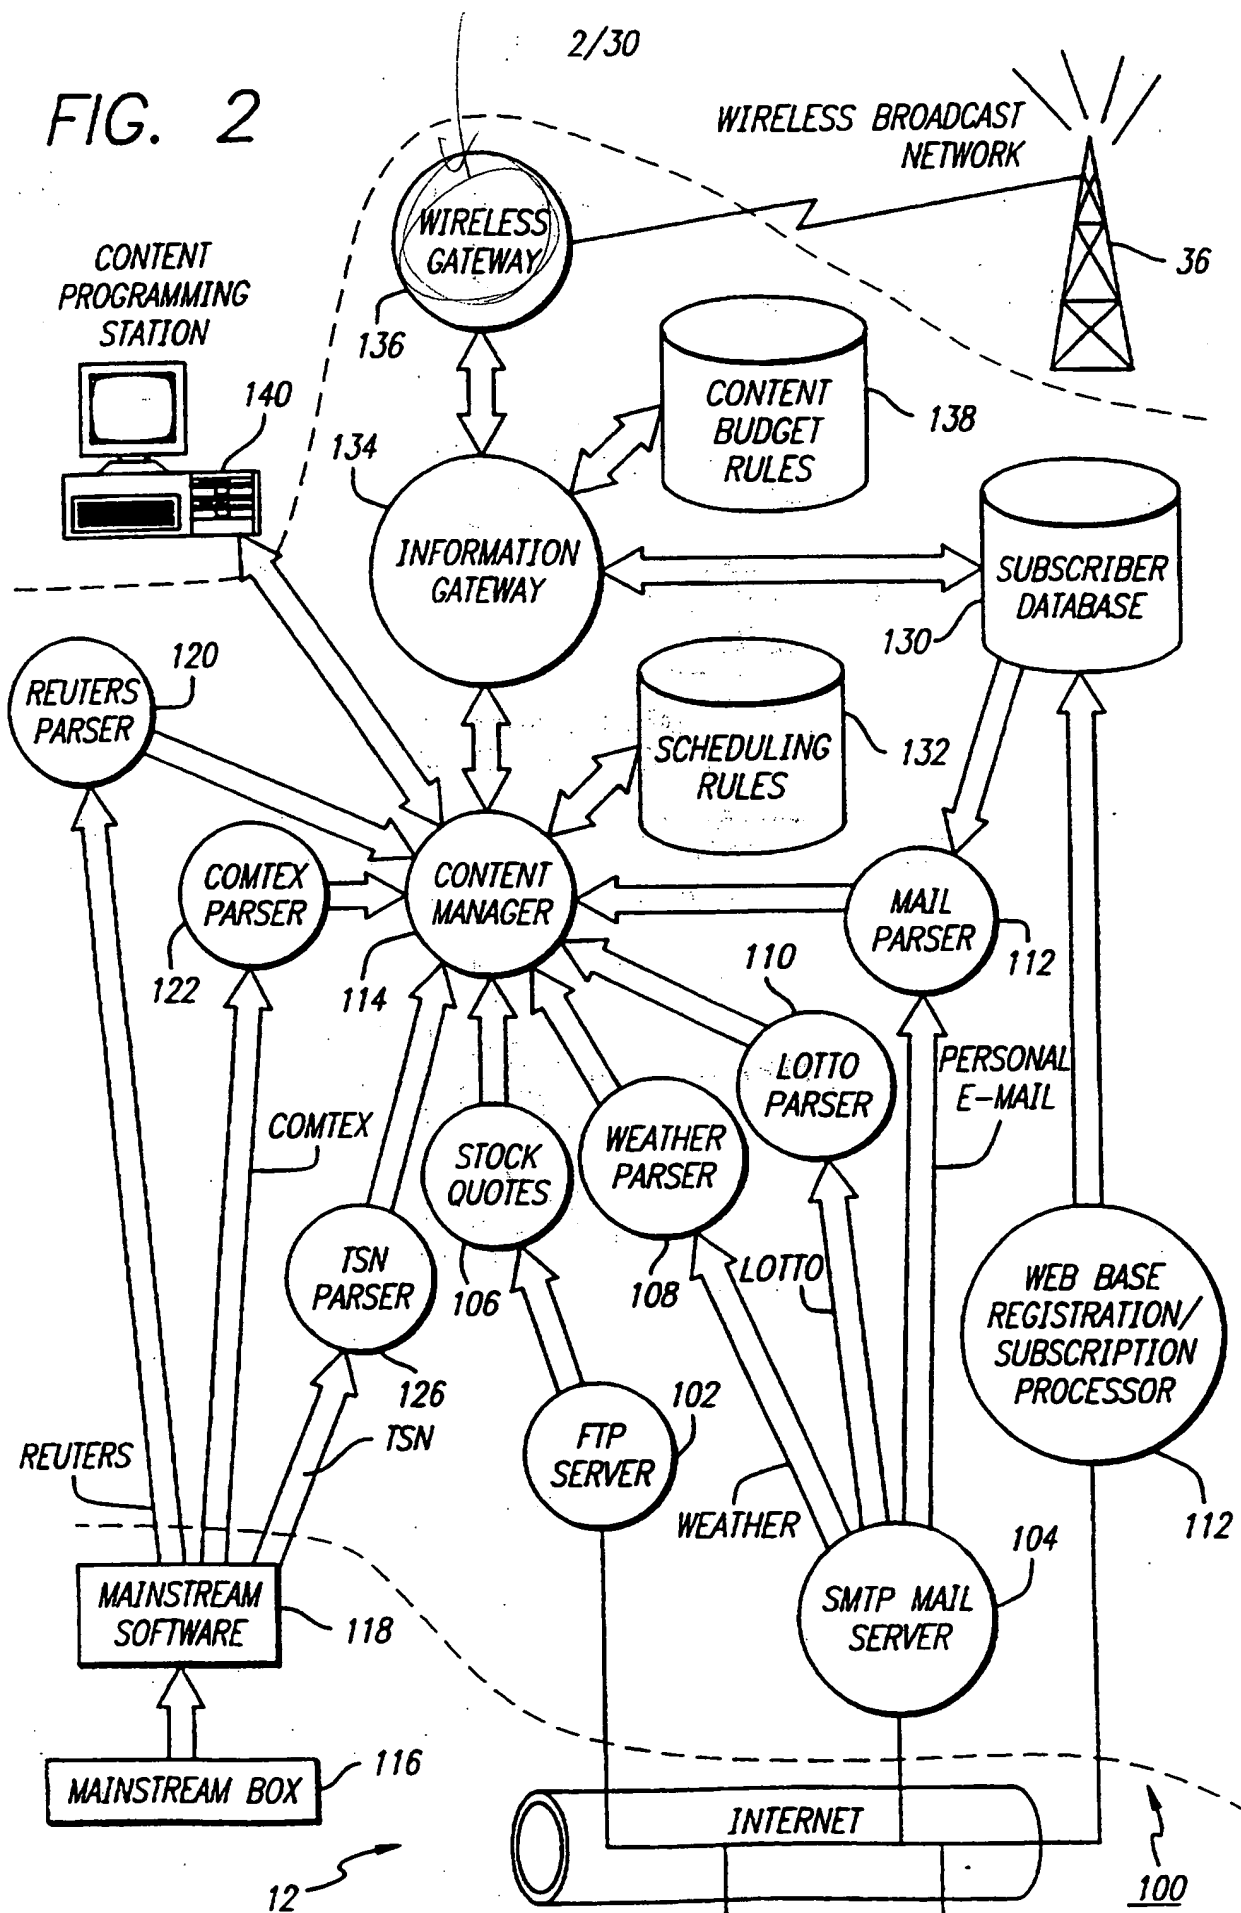 2/30
FIG. 2
WIRELESS BROADCAST
NETWORK
36
WIRELESS
GATEWAY
136
CONTENT
PROGRAMMING
STATION
140
CONTENT
BUDGET
RULES
138
134
INFORMATION
GATEWAY
SUBSCRIBER
DATABASE
130
120
REUTERS
PARSER
SCHEDULING
RULES
132
COMTEX
PARSER
122
CONTENT
MANAGER
114
MAIL
PARSER
112
110
LOTTO
PARSER
PERSONAL
E-MAIL
COMTEX
STOCK
QUOTES
106
WEATHER
PARSER
108
TSN
PARSER
126
LOTTO
WEB BASE
REGISTRATION/
SUBSCRIPTION
PROCESSOR
112
TSN
102
FTP
SERVER
REUTERS
WEATHER
104
SMTP MAIL
SERVER
MAINSTREAM
SOFTWARE
118
MAINSTREAM BOX
116
INTERNET
12
100